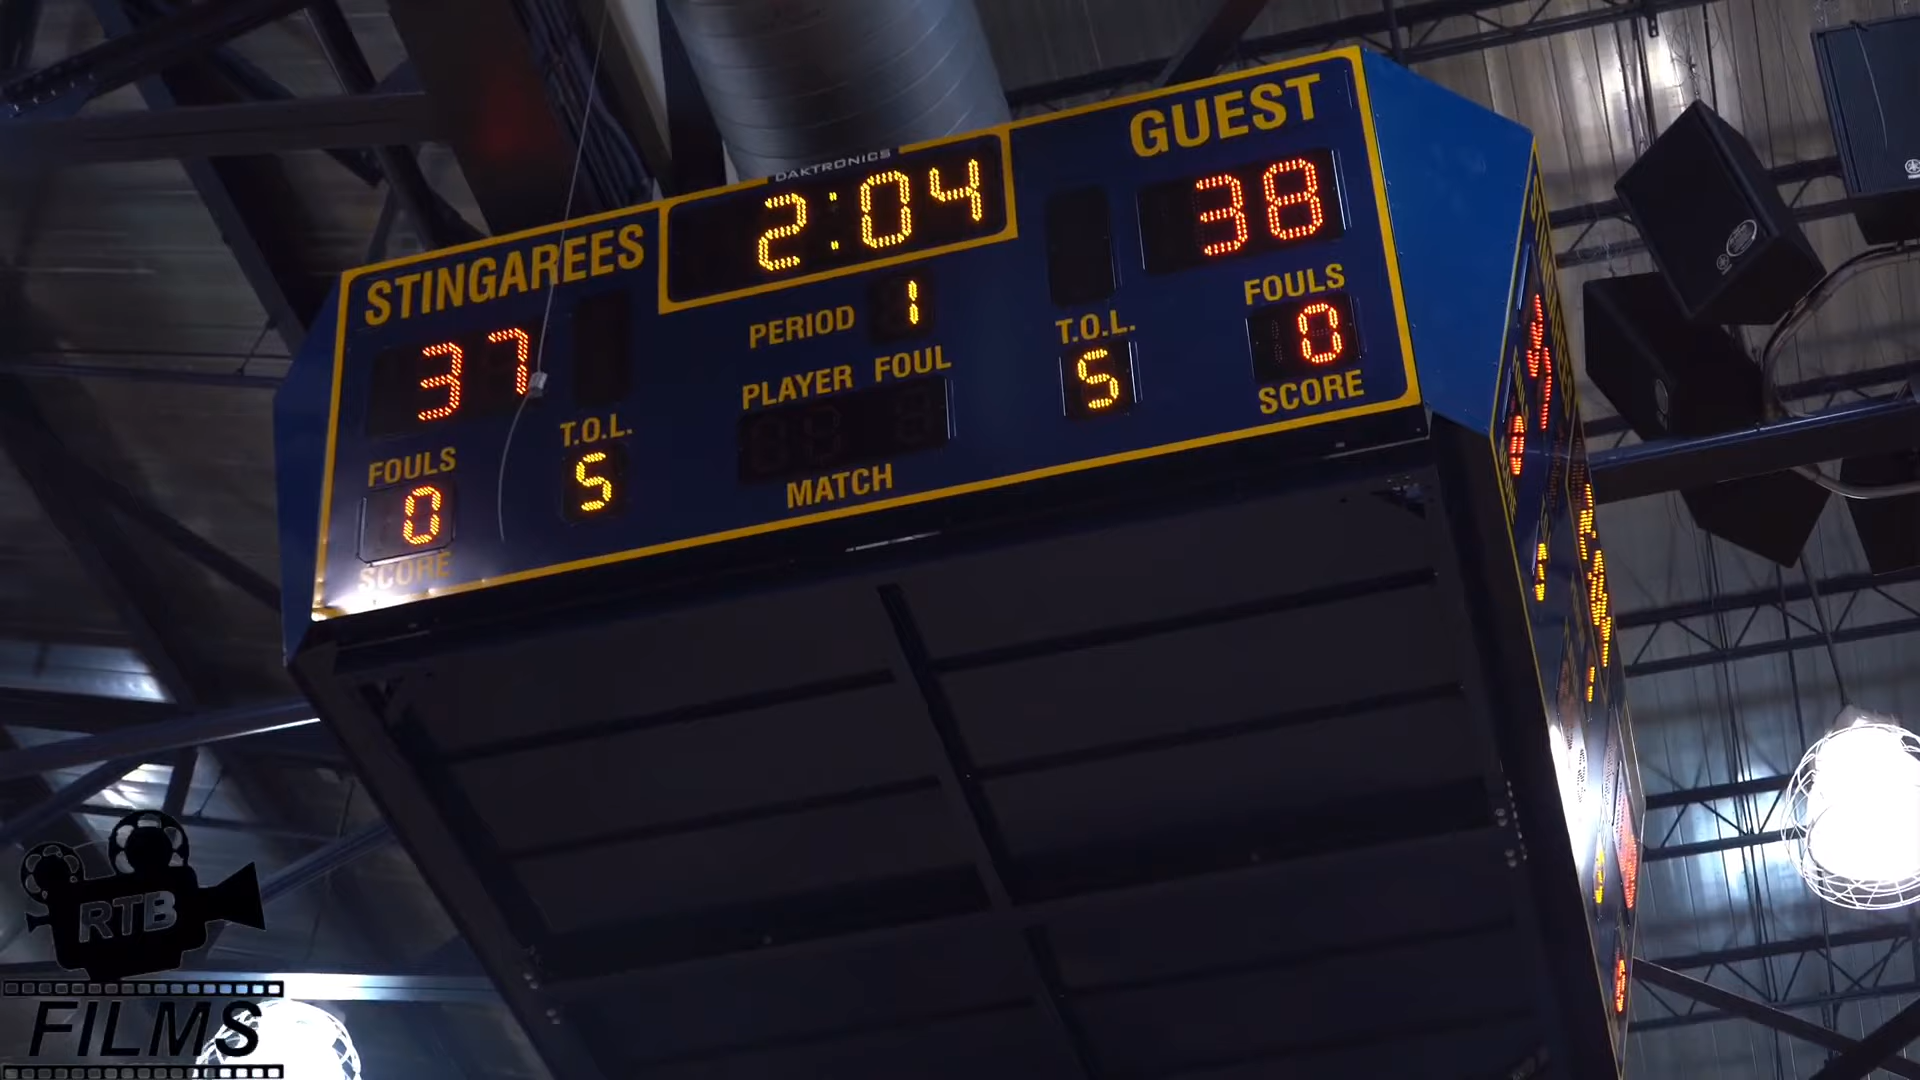 DAKTRONICS
2:04
GUEST
38
STINGAREES
37
PERIOD 1
T.O.L.
5
FOULS
0
SCORE
PLAYER FOUL
MATCH
T.O.L.
5
FOULS
0
SCORE
RTB
FILMS